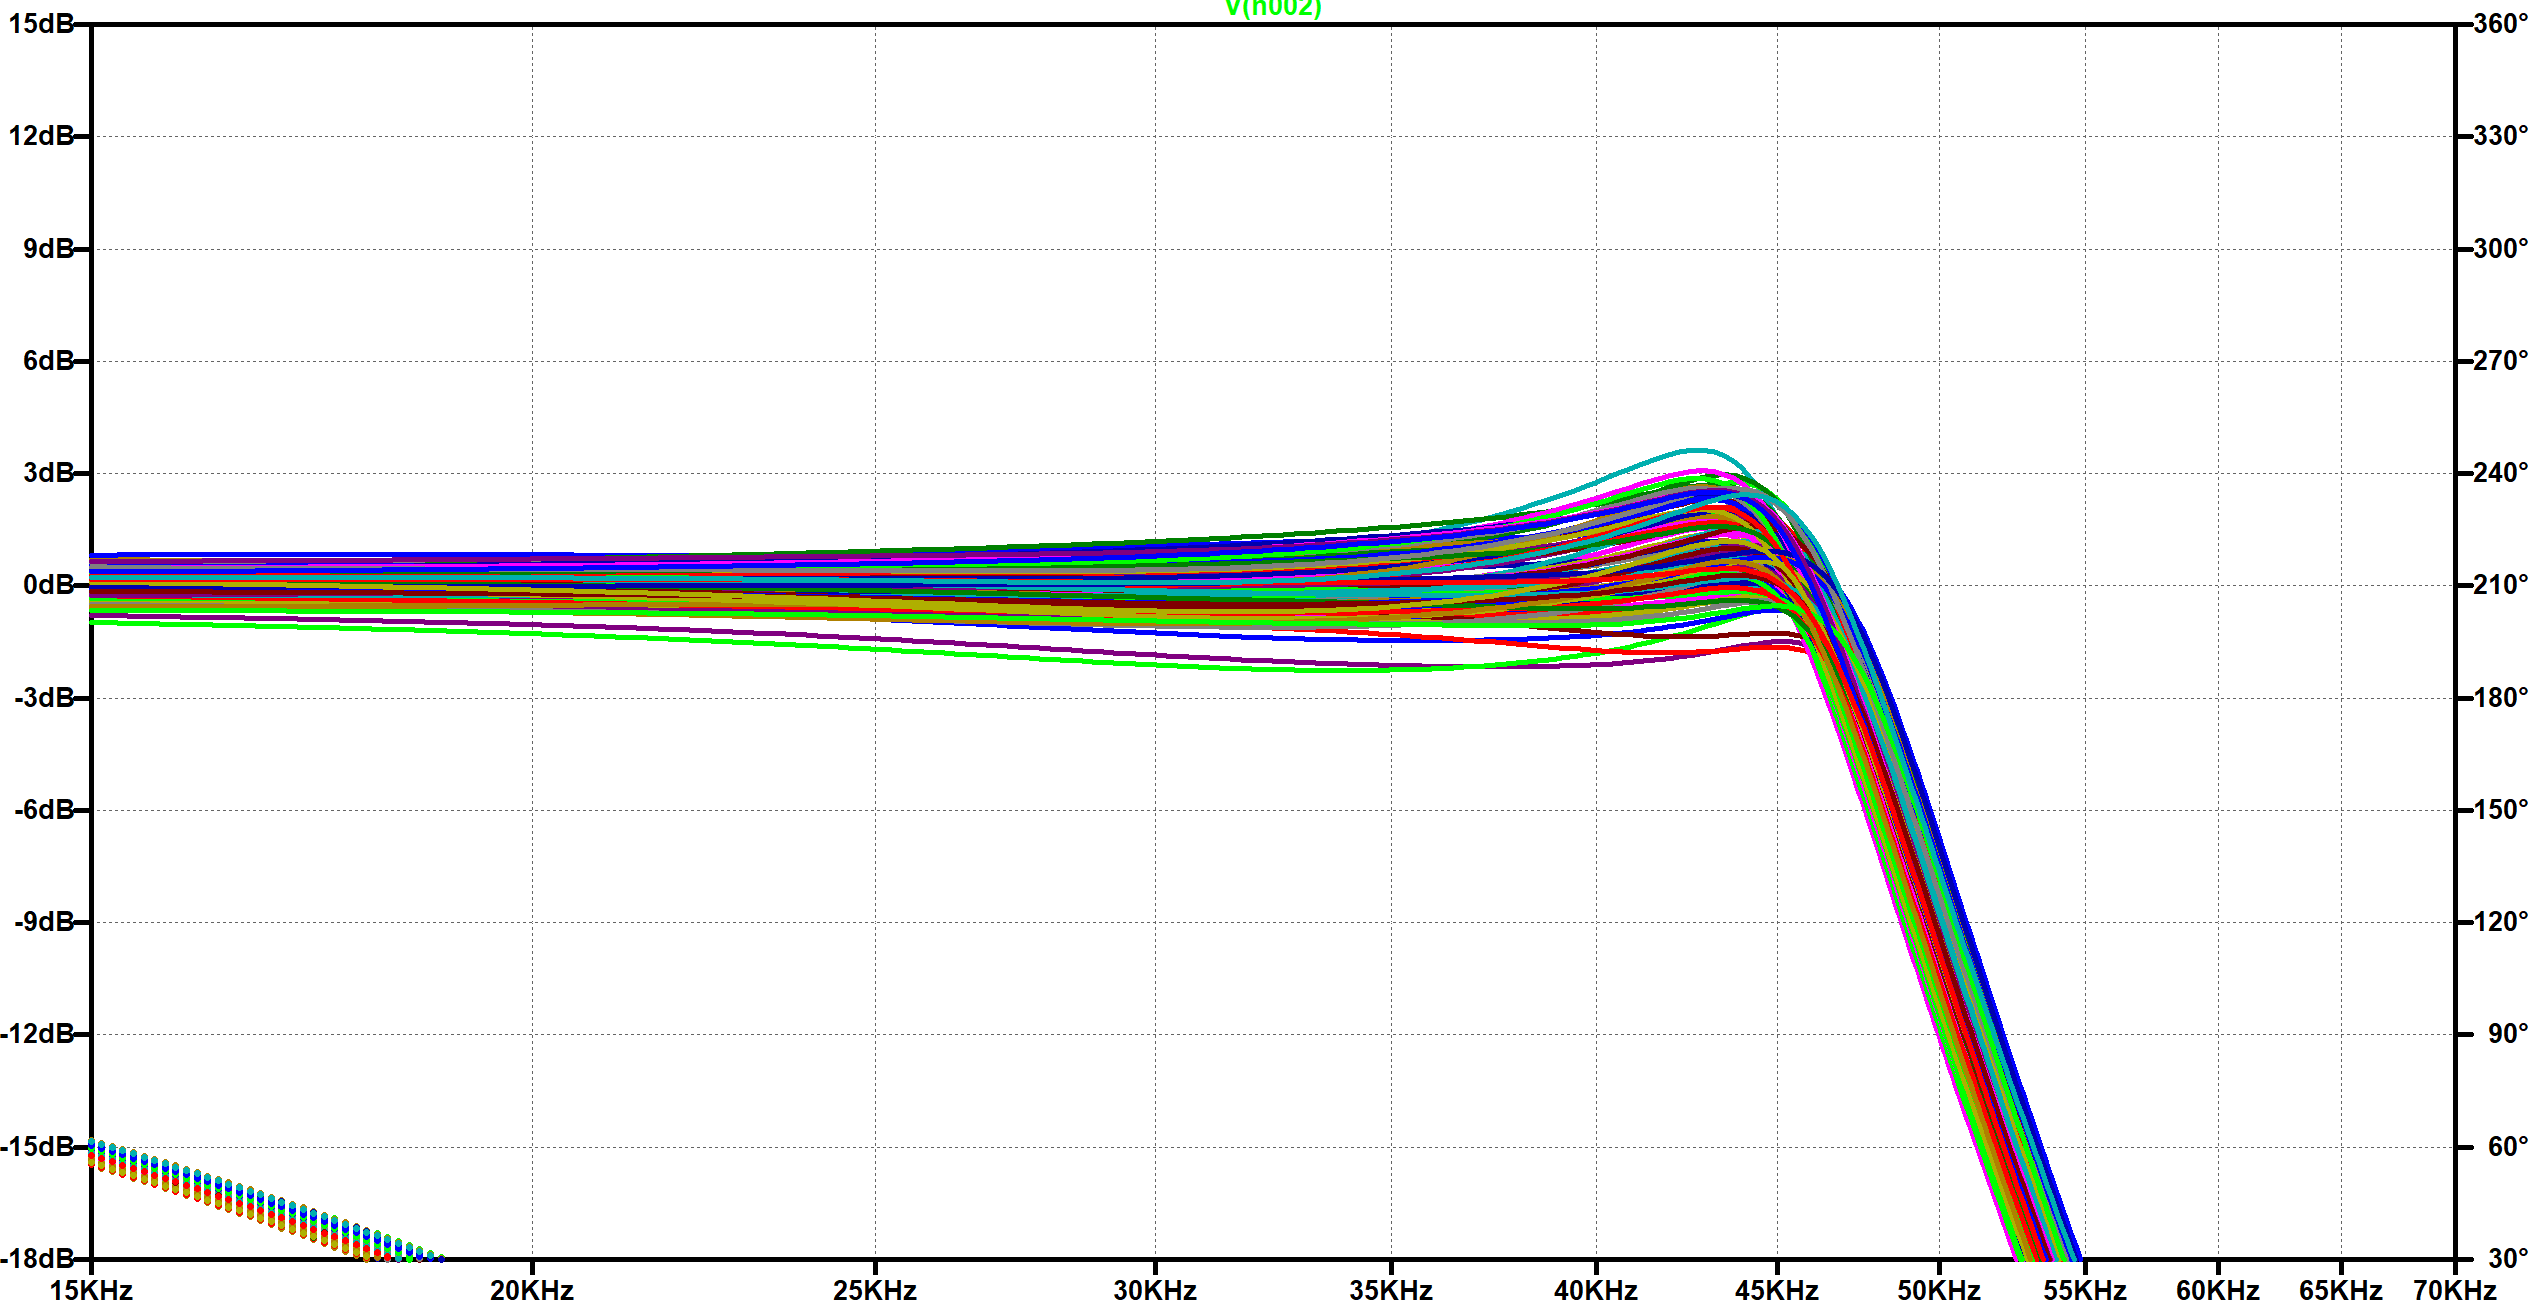 V(n002)
15dB 360°
12dB 330°
9dB 300°
6dB 270°
3dB 240°
0dB 210°
-3dB 180°
-6dB 150°
-9dB 120°
-12dB 90°
-15dB 60°
-18dB 30°
15KHz 20KHz 25KHz 30KHz 35KHz 40KHz 45KHz 50KHz 55KHz 60KHz 65KHz 70KHz